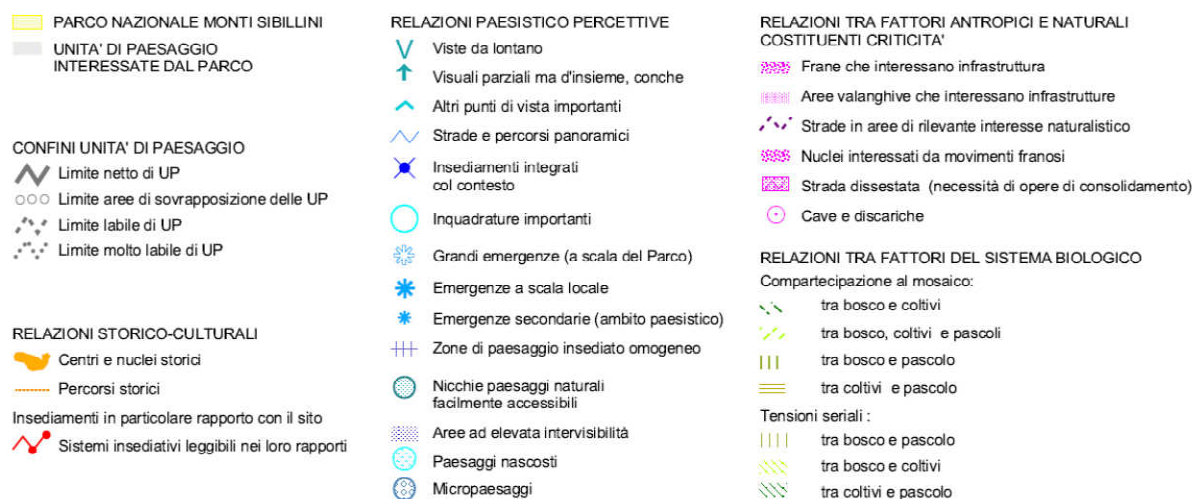 PARCO NAZIONALE MONTI SIBILLINI
UNITA' DI PAESAGGIO
INTERESSATE DAL PARCO
CONFINI UNITA' DI PAESAGGIO
Limite netto di UP
Limite aree di sovrapposizione delle UP
Limite labile di UP
Limite molto labile di UP
RELAZIONI STORICO-CULTURALI
Centri e nuclei storici
Percorsi storici
Insediamenti in particolare rapporto con il sito
Sistemi insediativi leggibili nei loro rapporti
RELAZIONI PAESISTICO PERCETTIVE
Viste da lontano
Visuali parziali ma d'insieme, conche
Altri punti di vista importanti
Strade e percorsi panoramici
Insediamenti integrati
col contesto
Inquadrature importanti
Grandi emergenze (a scala del Parco)
Emergenze a scala locale
Emergenze secondarie (ambito paesistico)
Zone di paesaggio insediato omogeneo
Nicchie paesaggi naturali
facilmente accessibili
Aree ad elevata intervisibilità
Paesaggi nascosti
Micropaesaggi
RELAZIONI TRA FATTORI ANTROPICI E NATURALI
COSTITUENTI CRITICITA'
Frane che interessano infrastruttura
Aree valanghive che interessano infrastrutture
Strade in aree di rilevante interesse naturalistico
Nuclei interessati da movimenti franosi
Strada dissestata (necessità di opere di consolidamento)
Cave e discariche
RELAZIONI TRA FATTORI DEL SISTEMA BIOLOGICO
Compartecipazione al mosaico:
tra bosco e coltivi
tra bosco, coltivi e pascoli
tra bosco e pascolo
tra coltivi e pascolo
Tensioni seriali :
tra bosco e pascolo
tra bosco e coltivi
tra coltivi e pascolo